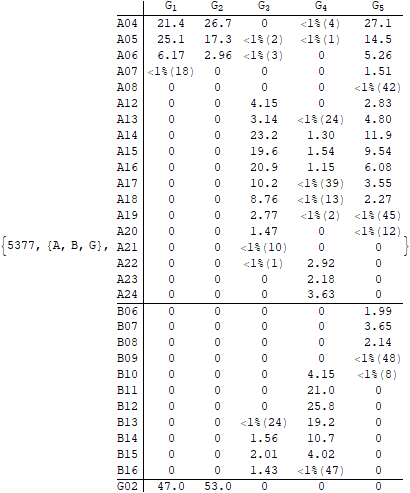 G1 G2 G3 G4 G5
A04 21.4 26.7 0 <1%(4) 27.1
A05 25.1 17.3 <1%(2) <1%(1) 14.5
A06 6.17 2.96 <1%(3) 0 5.26
A07 <1%(18) 0 0 0 1.51
A08 0 0 0 0 <1%(42)
A12 0 0 4.15 0 2.83
A13 0 0 3.14 <1%(24) 4.80
A14 0 0 23.2 1.30 11.9
A15 0 0 19.6 1.54 9.54
A16 0 0 20.9 1.15 6.08
A17 0 0 10.2 <1%(39) 3.55
A18 0 0 8.76 <1%(13) 2.27
A19 0 0 2.77 <1%(2) <1%(45)
A20 0 0 1.47 0 <1%(12)
{5377, {A, B, G}, A21 0 0 <1%(10) 0 0 }
A22 0 0 <1%(1) 2.92 0
A23 0 0 0 2.18 0
A24 0 0 0 3.63 0
B06 0 0 0 0 1.99
B07 0 0 0 0 3.65
B08 0 0 0 0 2.14
B09 0 0 0 0 <1%(48)
B10 0 0 0 4.15 <1%(8)
B11 0 0 0 21.0 0
B12 0 0 0 25.8 0
B13 0 0 <1%(24) 19.2 0
B14 0 0 1.56 10.7 0
B15 0 0 2.01 4.02 0
B16 0 0 1.43 <1%(47) 0
G02 47.0 53.0 0 0 0